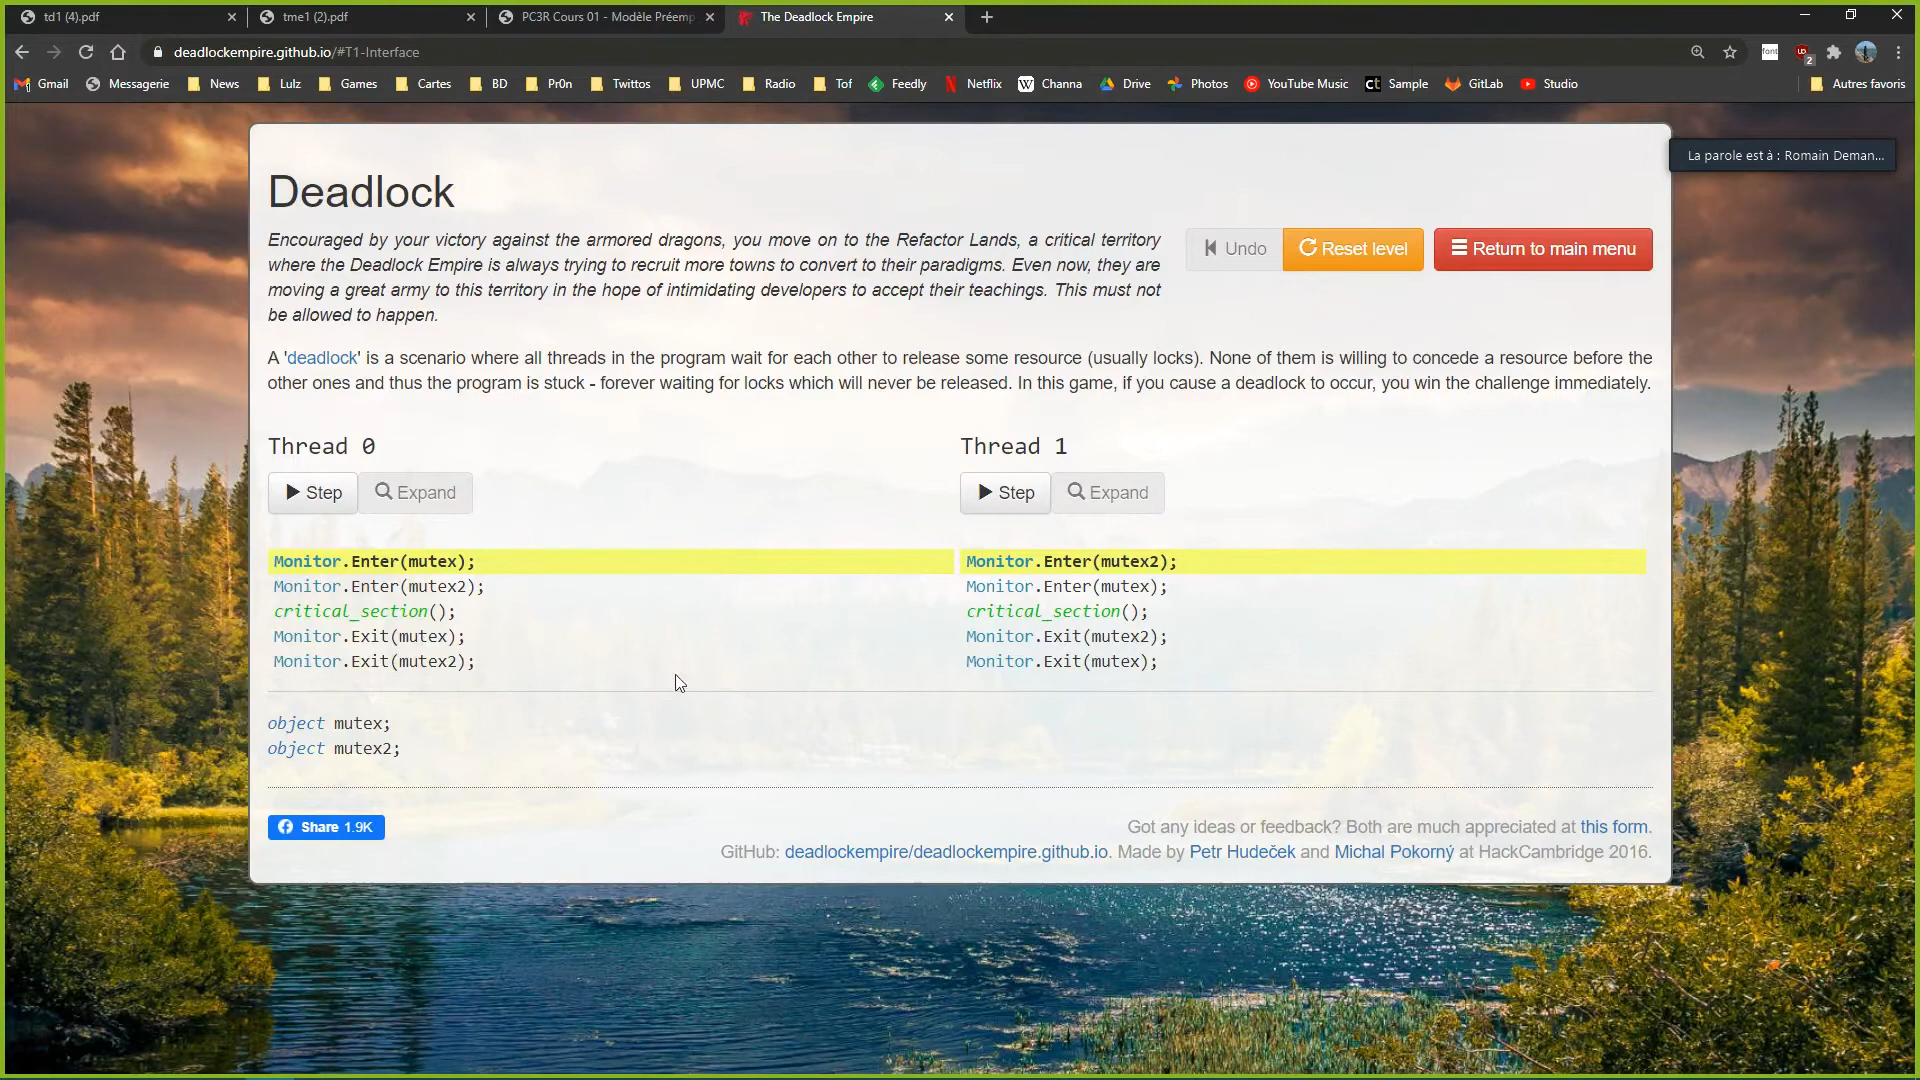 td1 (4).pdf
tme1 (2).pdf
PC3R Cours 01 - Modèle Préemp
The Deadlock Empire
deadlockempire.github.io/#T1-Interface
font
2
Gmail Messagerie News Lulz Games Cartes BD Pr0n Twittos UPMC Radio Tof Feedly Netflix Channa Drive Photos YouTube Music Sample GitLab Studio Autres favoris
La parole est à : Romain Deman...
Deadlock
Encouraged by your victory against the armored dragons, you move on to the Refactor Lands, a critical territory
where the Deadlock Empire is always trying to recruit more towns to convert to their paradigms. Even now, they are
moving a great army to this territory in the hope of intimidating developers to accept their teachings. This must not
be allowed to happen.
Undo Reset level Return to main menu
A 'deadlock' is a scenario where all threads in the program wait for each other to release some resource (usually locks). None of them is willing to concede a resource before the
other ones and thus the program is stuck - forever waiting for locks which will never be released. In this game, if you cause a deadlock to occur, you win the challenge immediately.
Thread 0
Step Expand
Monitor.Enter(mutex);
Monitor.Enter(mutex2);
critical_section();
Monitor.Exit(mutex);
Monitor.Exit(mutex2);
Thread 1
Step Expand
Monitor.Enter(mutex2);
Monitor.Enter(mutex);
critical_section();
Monitor.Exit(mutex2);
Monitor.Exit(mutex);
object mutex;
object mutex2;
Share 1.9K
Got any ideas or feedback? Both are much appreciated at this form.
GitHub: deadlockempire/deadlockempire.github.io. Made by Petr Hudeček and Michal Pokorný at HackCambridge 2016.